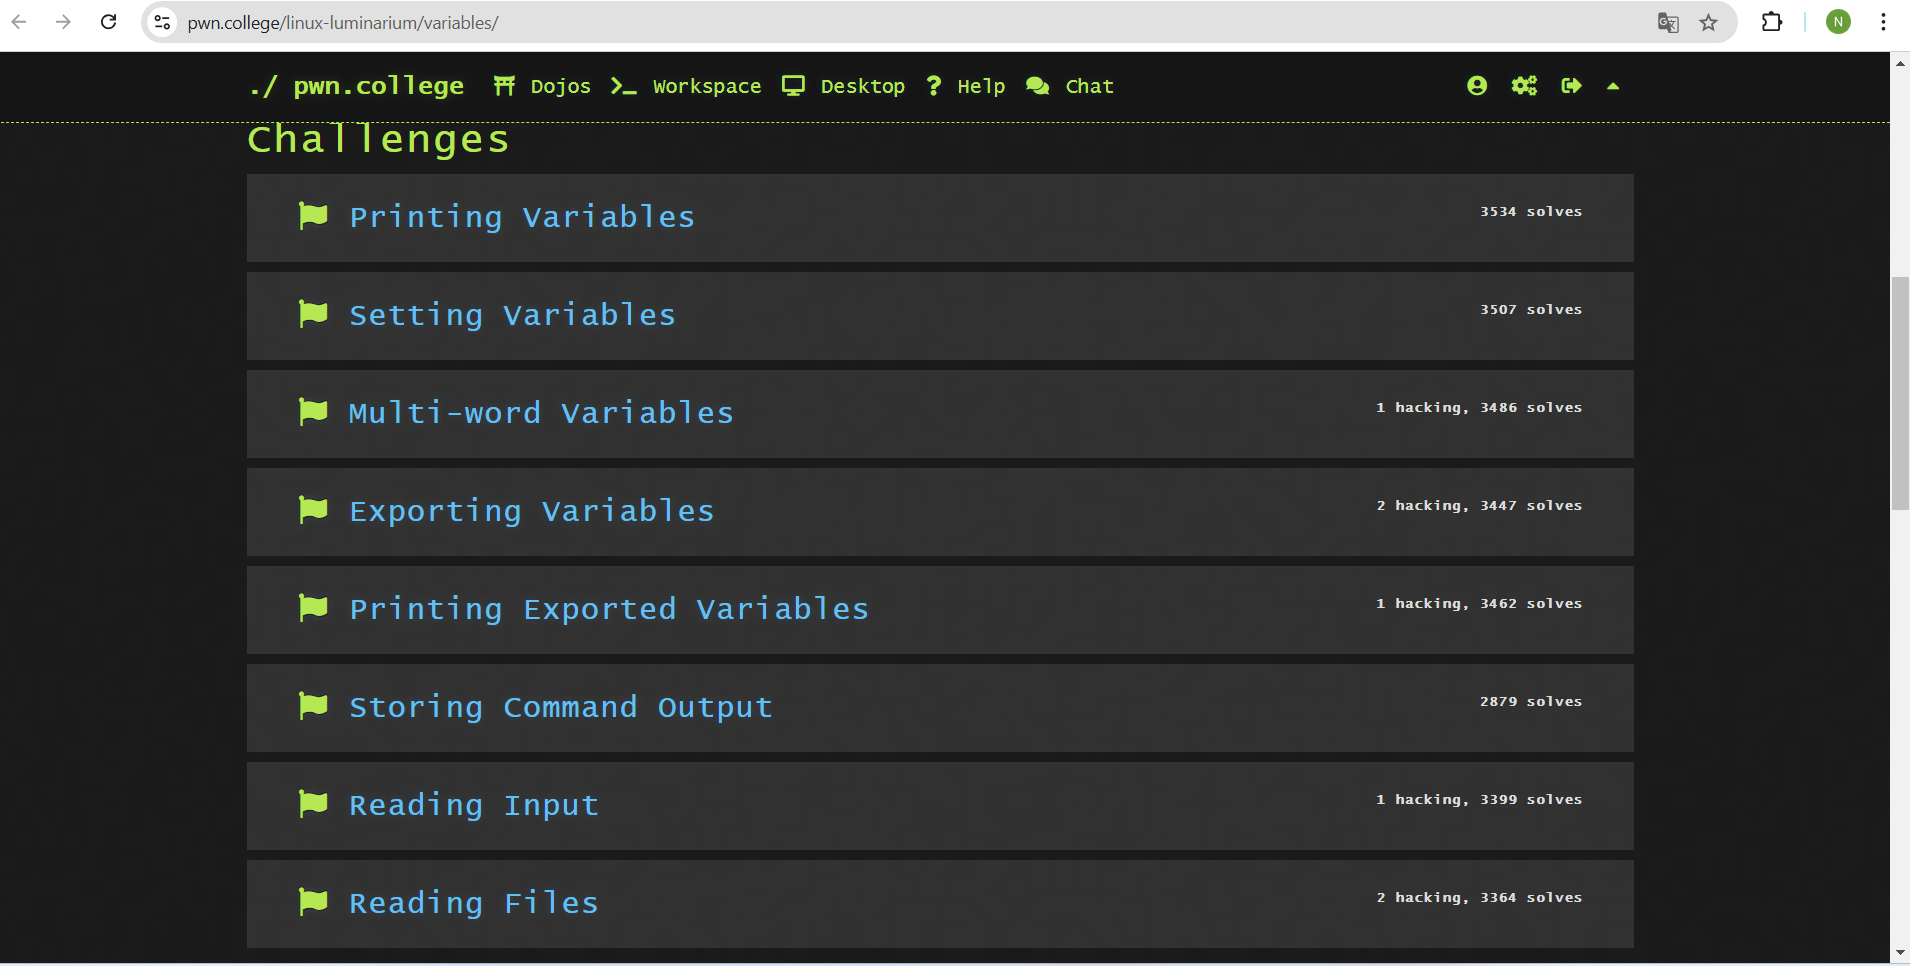 pwn.college/linux-luminarium/variables/
N
./ pwn.college Dojos Workspace Desktop ? Help Chat
Challenges
Printing Variables 3534 solves
Setting Variables 3507 solves
Multi-word Variables 1 hacking, 3486 solves
Exporting Variables 2 hacking, 3447 solves
Printing Exported Variables 1 hacking, 3462 solves
Storing Command Output 2879 solves
Reading Input 1 hacking, 3399 solves
Reading Files 2 hacking, 3364 solves